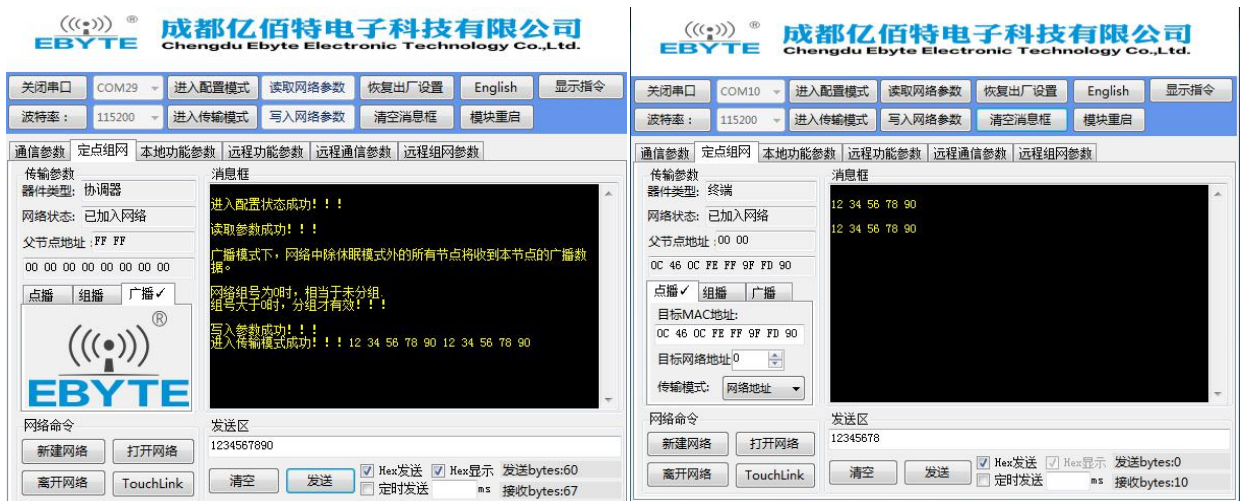 EBYTE ®
成都亿佰特电子科技有限公司
Chengdu Ebyte Electronic Technology Co.,Ltd.
关闭串口 COM29 进入配置模式 读取网络参数 恢复出厂设置 English 显示指令
波特率： 115200 进入传输模式 写入网络参数 清空消息框 模块重启
通信参数 定点组网 本地功能参数 远程功能参数 远程通信参数 远程组网参数
传输参数
器件类型: 协调器
网络状态: 已加入网络
父节点地址 :FF FF
00 00 00 00 00 00 00 00
点播 组播 广播✓
®
EBYTE
消息框
进入配置状态成功！！！
读取参数成功！！！
广播模式下，网络中除休眠模式外的所有节点将收到本节点的广播数
据。
网络组号为0时，相当于未分组
组号大于0时，分组才有效！！！
写入参数成功！！！
进入传输模式成功！！！ 12 34 56 78 90 12 34 56 78 90
网络命令
新建网络 打开网络
离开网络 TouchLink
发送区
1234567890
清空 发送 Hex发送 Hex显示 发送bytes:60
定时发送 ms 接收bytes:67
EBYTE ®
成都亿佰特电子科技有限公司
Chengdu Ebyte Electronic Technology Co.,Ltd.
关闭串口 COM10 进入配置模式 读取网络参数 恢复出厂设置 English 显示指令
波特率： 115200 进入传输模式 写入网络参数 清空消息框 模块重启
通信参数 定点组网 本地功能参数 远程功能参数 远程通信参数 远程组网参数
传输参数
器件类型: 终端
网络状态: 已加入网络
父节点地址 :00 00
0C 46 0C FE FF 9F FD 90
点播✓ 组播 广播
目标MAC地址:
0C 46 0C FE FF 9F FD 90
目标网络地址 0
传输模式: 网络地址
消息框
12 34 56 78 90
12 34 56 78 90
网络命令
新建网络 打开网络
离开网络 TouchLink
发送区
12345678
清空 发送 Hex发送 Hex显示 发送bytes:0
定时发送 ms 接收bytes:10